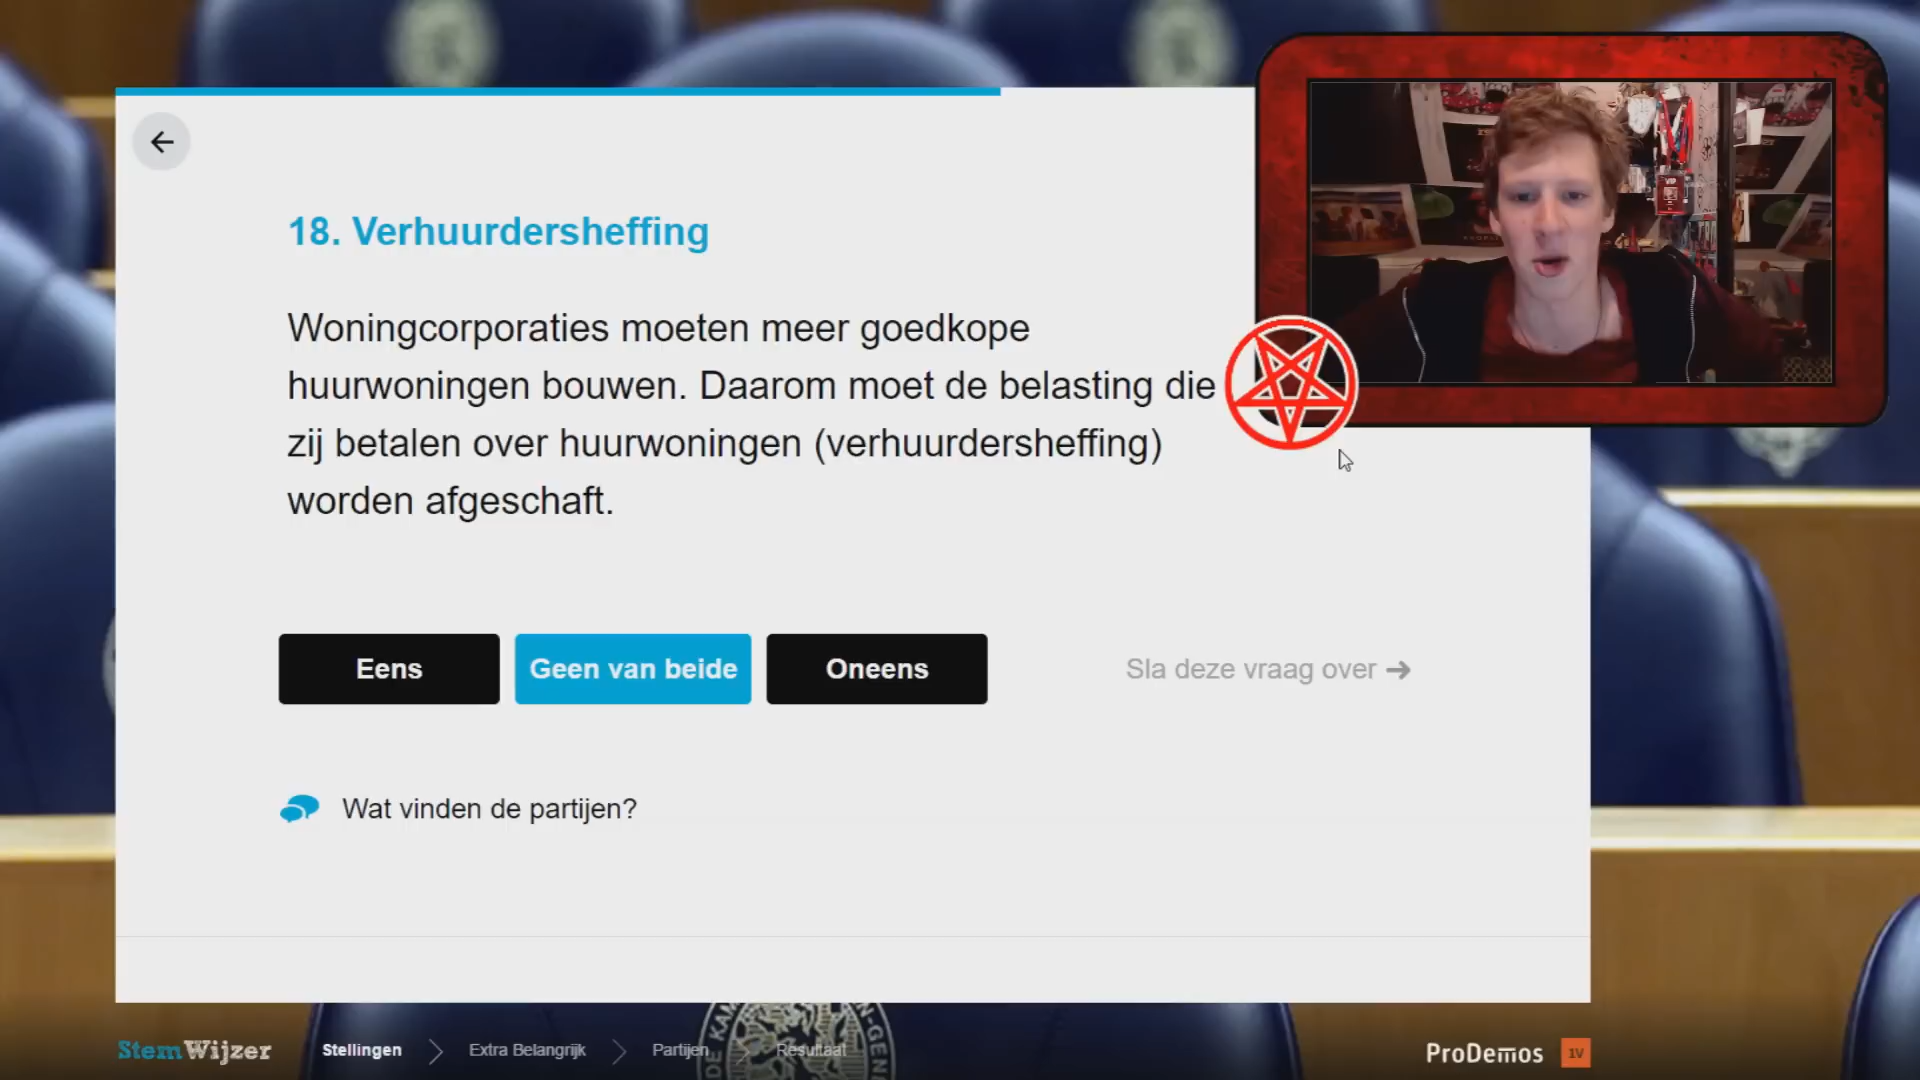 18. Verhuurdersheffing
Woningcorporaties moeten meer goedkope
huurwoningen bouwen. Daarom moet de belasting die
zij betalen over huurwoningen (verhuurdersheffing)
worden afgeschaft.
Eens
Geen van beide
Oneens
Sla deze vraag over
Wat vinden de partijen?
StemWijzer
Stellingen
Extra Belangrijk
Partijen
Resultaat
ProDemos
1V
VIP